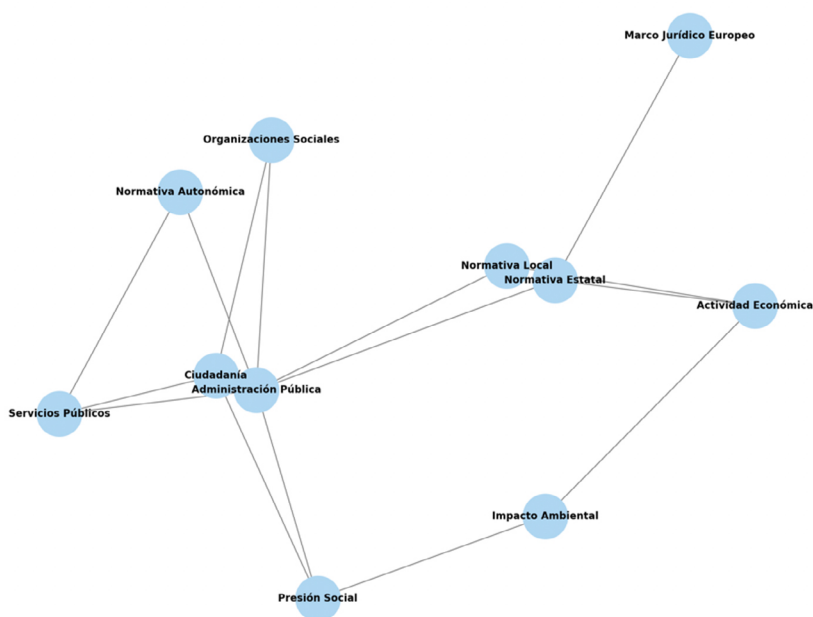 Marco Jurídico Europeo
Organizaciones Sociales
Normativa Autonómica
Normativa Local
Normativa Estatal
Actividad Económica
Ciudadanía
Administración Pública
Servicios Públicos
Impacto Ambiental
Presión Social